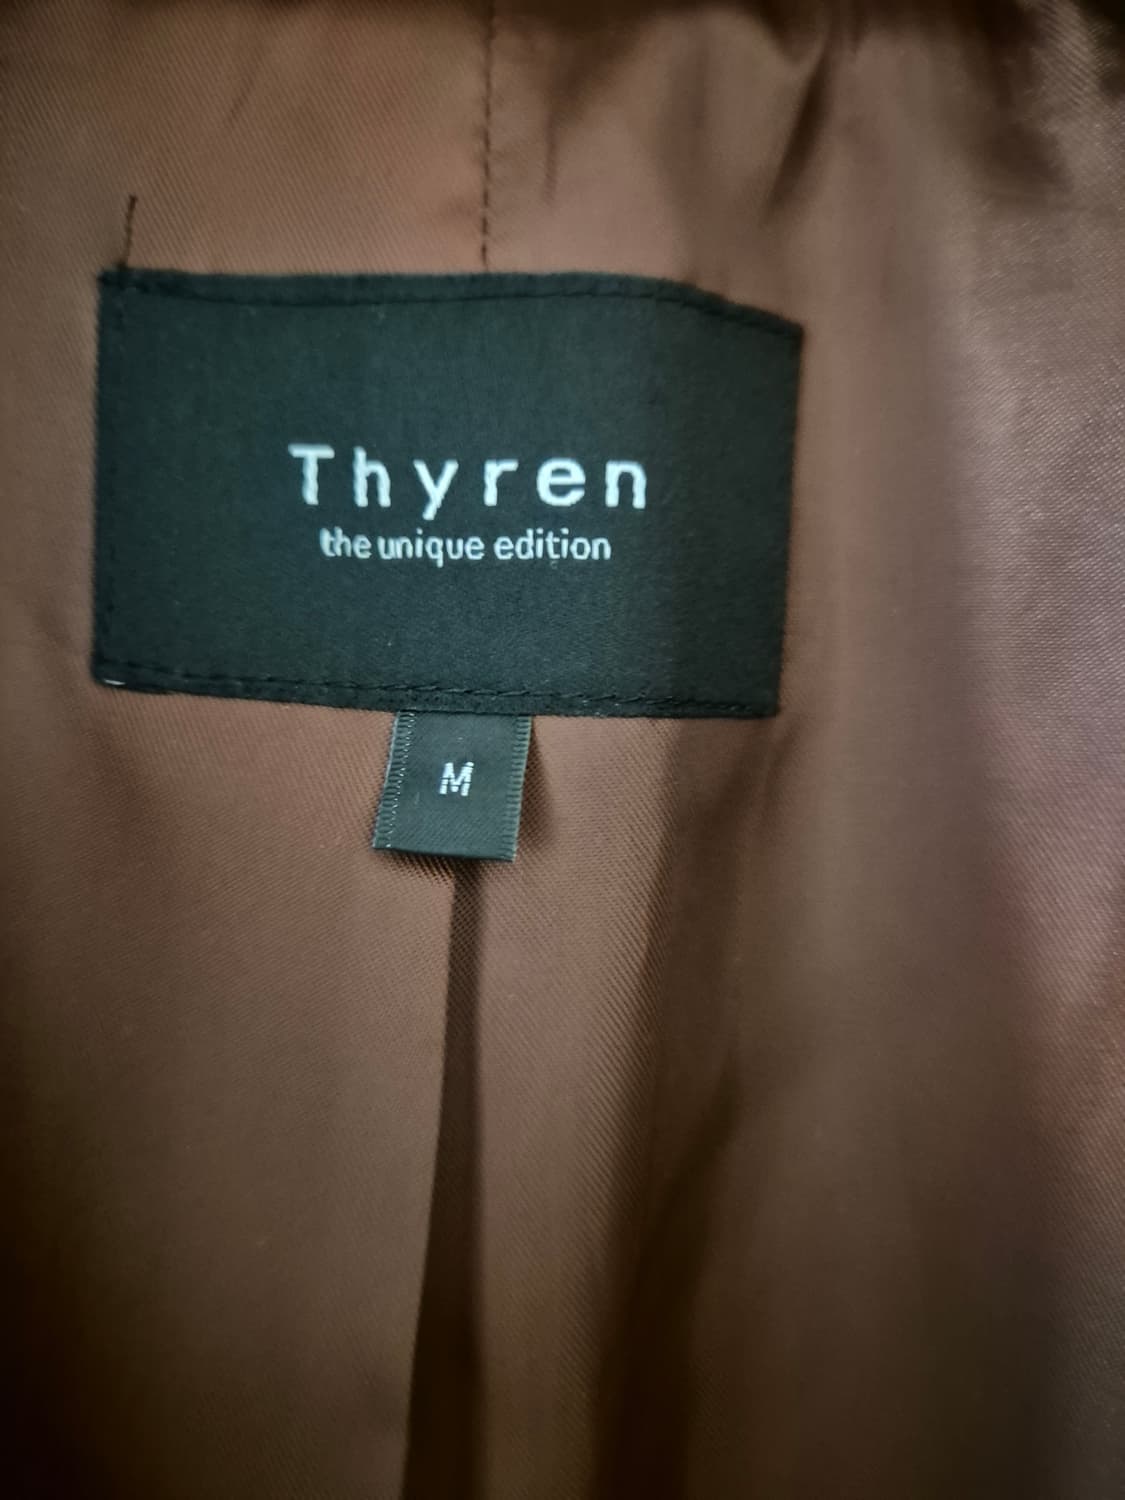 Thyren
the unique edition
M